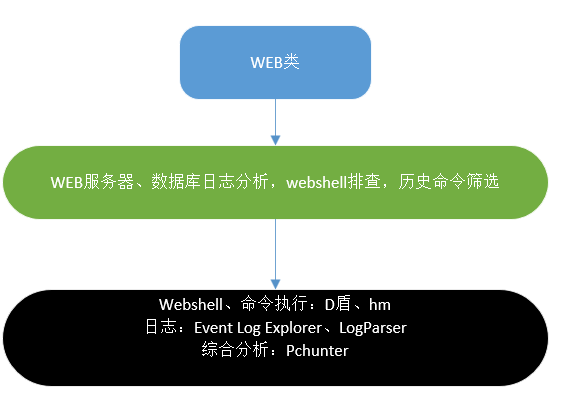 WEB类
WEB服务器、数据库日志分析，webshell排查，历史命令筛选
Webshell、命令执行：D盾、hm
日志：Event Log Explorer、LogParser
综合分析：Pchunter